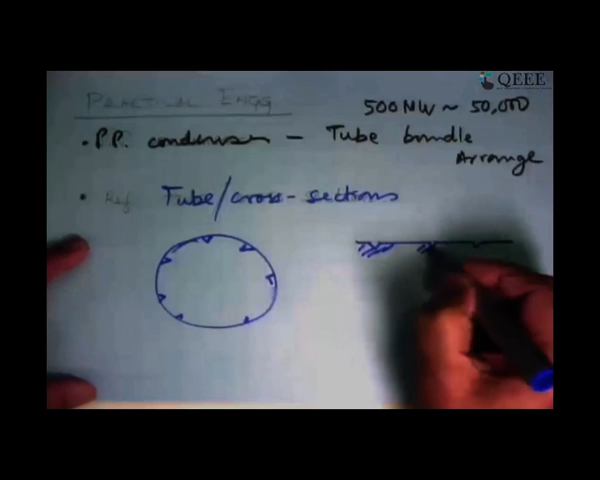 QEEE
PRACTICAL ENGG
500 MW ~ 50,000
• P.P. condenser – Tube bundle
Arrange
• Ref Tube/cross-sections